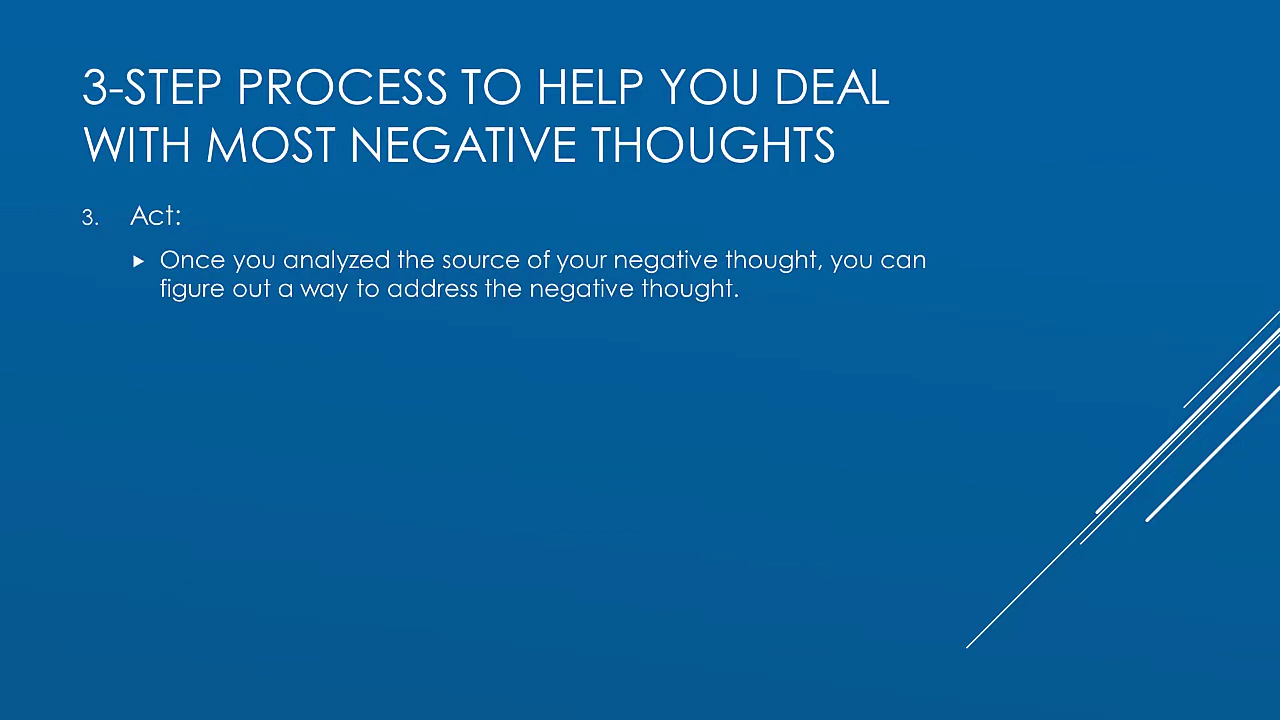 3-STEP PROCESS TO HELP YOU DEAL
WITH MOST NEGATIVE THOUGHTS
3. Act:
Once you analyzed the source of your negative thought, you can
figure out a way to address the negative thought.